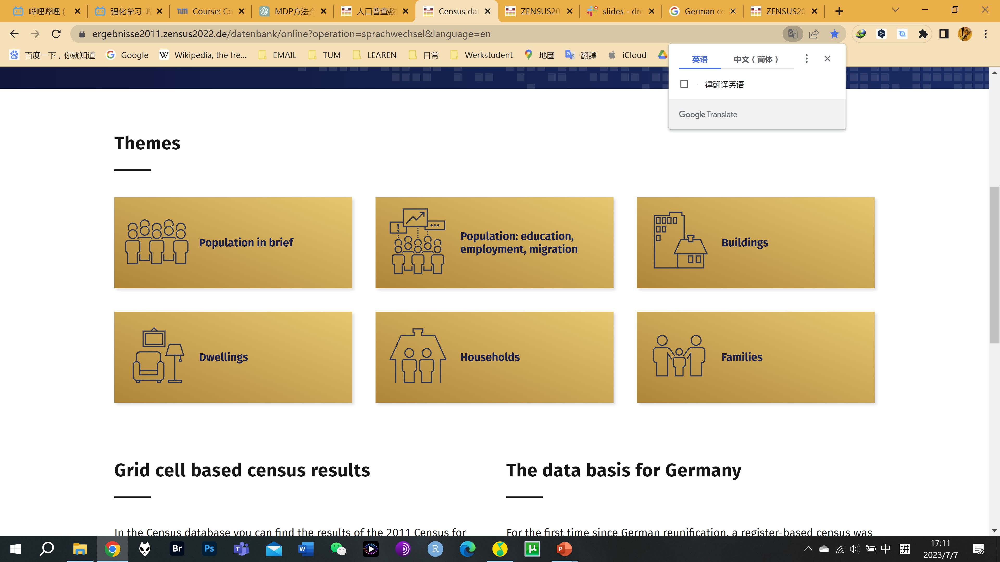 哔哩哔哩 (
强化学习-哔
Course: Co
MDP方法介
人口普查数
Census dat
ZENSUS20
slides - dm
German ce
ZENSUS20
ergebnisse2011.zensus2022.de/datenbank/online?operation=sprachwechsel&language=en
百度一下，你就知道
Google
Wikipedia, the fre...
EMAIL
TUM
LEAREN
日常
Werkstudent
地圖
翻譯
iCloud
英语
中文（简体）
一律翻译英语
Google Translate
Themes
Population in brief
Population: education,
employment, migration
Buildings
Dwellings
Households
Families
Grid cell based census results
The data basis for Germany
In the Census database you can find the results of the 2011 Census for
For the first time since German reunification, a register-based census was
中
拼
17:11
2023/7/7